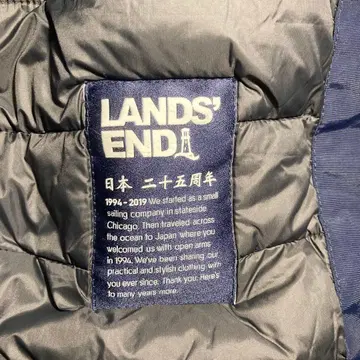 LANDS'
END
日本 二十五周年
1994 - 2019 We started as a small
sailing company in stateside
Chicago. Then traveled across
the ocean to Japan where you
welcomed us with open arms
in 1994. We've been sharing our
practical and stylish clothing with
you ever since. Thank you. Here's
to many years more.